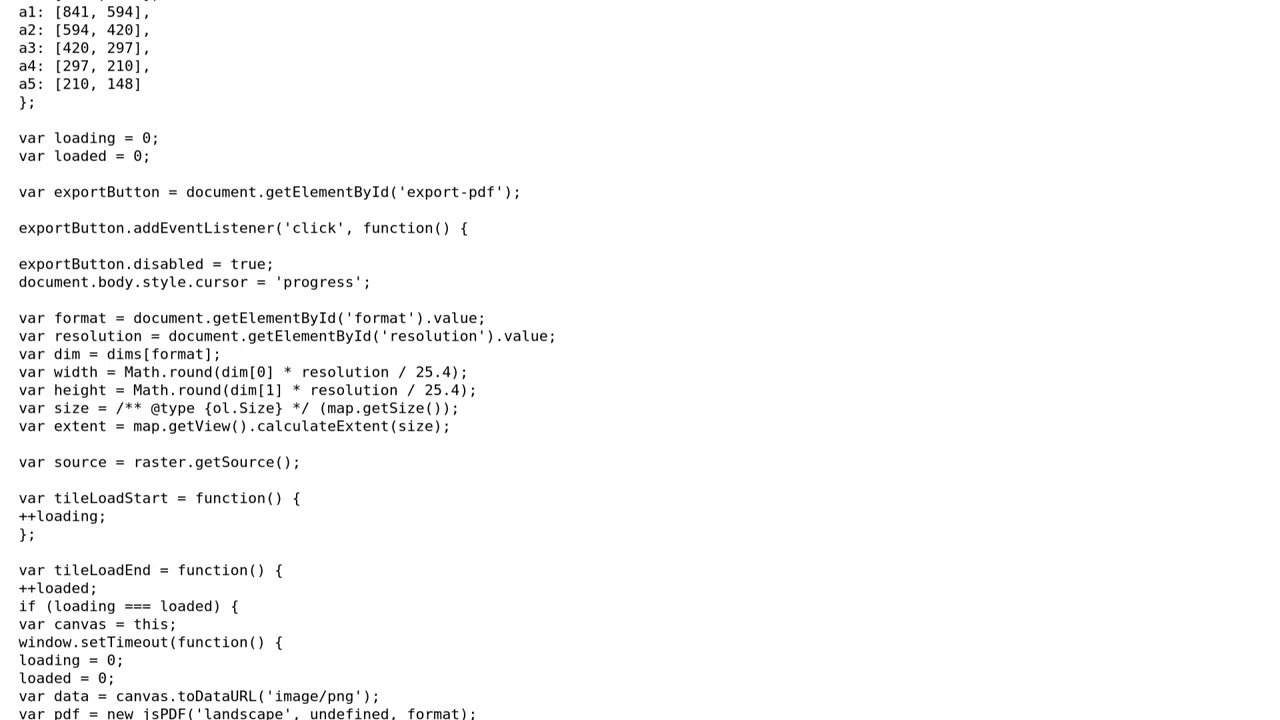 a1: [841, 594],
a2: [594, 420],
a3: [420, 297],
a4: [297, 210],
a5: [210, 148]
};
var loading = 0;
var loaded = 0;
var exportButton = document.getElementById('export-pdf');
exportButton.addEventListener('click', function() {
exportButton.disabled = true;
document.body.style.cursor = 'progress';
var format = document.getElementById('format').value;
var resolution = document.getElementById('resolution').value;
var dim = dims[format];
var width = Math.round(dim[0] * resolution / 25.4);
var height = Math.round(dim[1] * resolution / 25.4);
var size = /** @type {ol.Size} */ (map.getSize());
var extent = map.getView().calculateExtent(size);
var source = raster.getSource();
var tileLoadStart = function() {
++loading;
};
var tileLoadEnd = function() {
++loaded;
if (loading === loaded) {
var canvas = this;
window.setTimeout(function() {
loading = 0;
loaded = 0;
var data = canvas.toDataURL('image/png');
var pdf = new jsPDF('landscape', undefined, format);